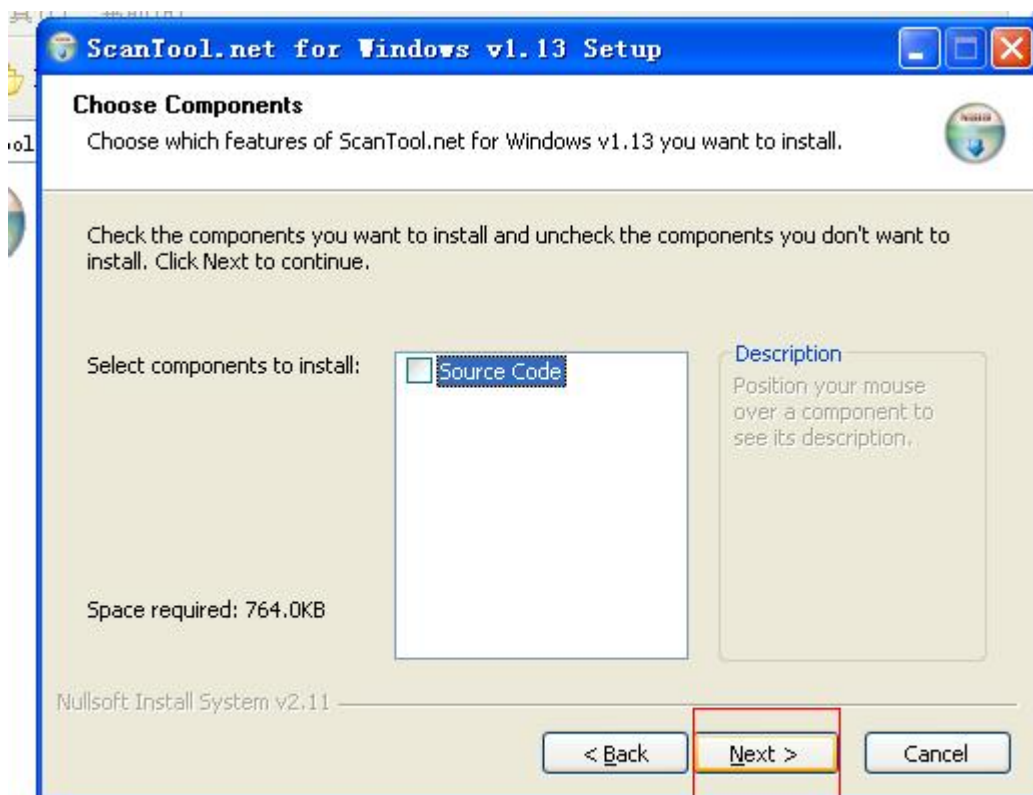 ScanTool.net for Windows v1.13 Setup
Choose Components
Choose which features of ScanTool.net for Windows v1.13 you want to install.
Check the components you want to install and uncheck the components you don't want to
install. Click Next to continue.
Select components to install:
Source Code
Description
Position your mouse
over a component to
see its description.
Space required: 764.0KB
Nullsoft Install System v2.11
< Back
Next >
Cancel